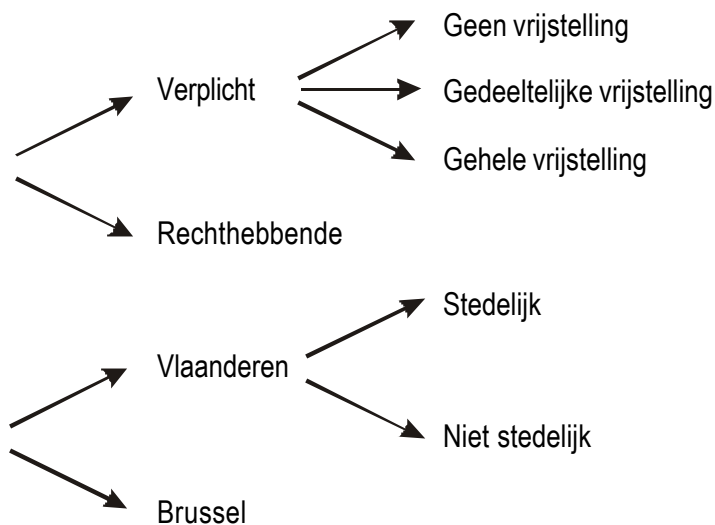 Geen vrijstelling
Verplicht
Gedeeltelijke vrijstelling
Gehele vrijstelling
Rechthebbende
Stedelijk
Vlaanderen
Niet stedelijk
Brussel